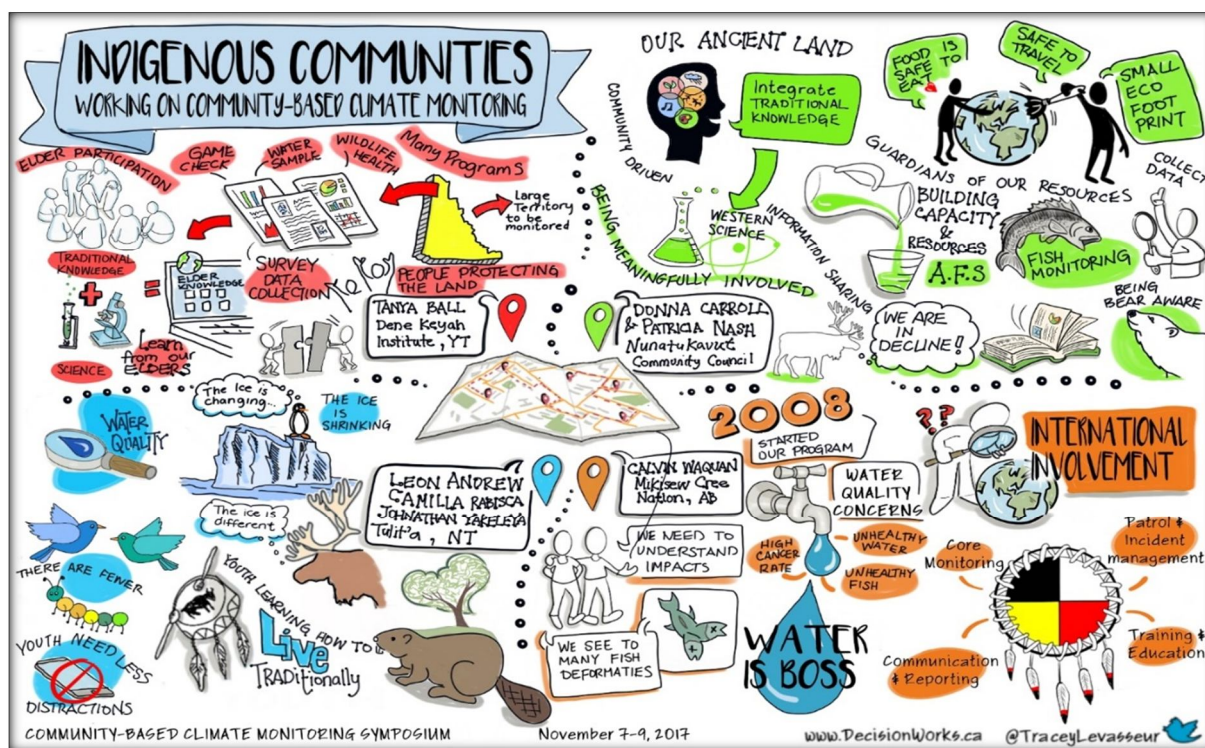 INDIGENOUS COMMUNITIES
WORKING ON COMMUNITY-BASED CLIMATE MONITORING
ELDER PARTICIPATION
GAME
CHECK
WATER
SAMPLE
WILDLIFE
HEALTH
Many Programs
Large
Territory
to be
monitored
TRADITIONAL
KNOWLEDGE
+
=
SCIENCE
ELDER
KNOWLEDGE
Learn
from our
ELDERS
SURVEY
DATA
COLLECTION
PEOPLE PROTECTING
THE LAND
TANYA BALL
Dene Keyah
Institute, YT
OUR ANCIENT LAND
COMMUNITY DRIVEN
Integrate
TRADITIONAL
KNOWLEDGE
BEING MEANINGFULLY INVOLVED
WESTERN
SCIENCE
INFORMATION SHARING
FOOD IS
SAFE TO
EAT
SAFE TO
TRAVEL
SMALL
ECO
FOOT
PRINT
GUARDIANS OF OUR RESOURCES
BUILDING
CAPACITY
&
RESOURCES
A.F.S
COLLECT
DATA
FISH
MONITORING
BEING
BEAR AWARE
WE ARE
IN
DECLINE!
DONNA CARROLL
& PATRICIA NASH
Nunatukavut
Community Council
WATER
QUALITY
The Ice is
changing...
THE ICE
IS
SHRINKING
The Ice is
different
THERE ARE FEWER
YOUTH NEED LESS
DISTRACTIONS
YOUTH LEARNING HOW TO
Live
TRADitionally
LEON ANDREW
CAMILLA RABISCA
JOHNATHAN YAKELEYA
Tulit'a, NT
CALVIN WAQUAN
Mikisew Cree
Nation, AB
2008
STARTED
OUR PROGRAM
WATER
QUALITY
CONCERNS
HIGH
CANCER
RATE
UNHEALTHY
WATER
UNHEALTHY
FISH
WE NEED TO
UNDERSTAND
IMPACTS
WE SEE TO
MANY FISH
DEFORMATIES
WATER
IS BOSS
??
INTERNATIONAL
INVOLVEMENT
Core
Monitoring
Patrol &
Incident
management
Communication
& Reporting
Training &
Education
COMMUNITY-BASED CLIMATE MONITORING SYMPOSIUM
November 7-9, 2017
www.DecisionWorks.ca
@TraceyLevasseur